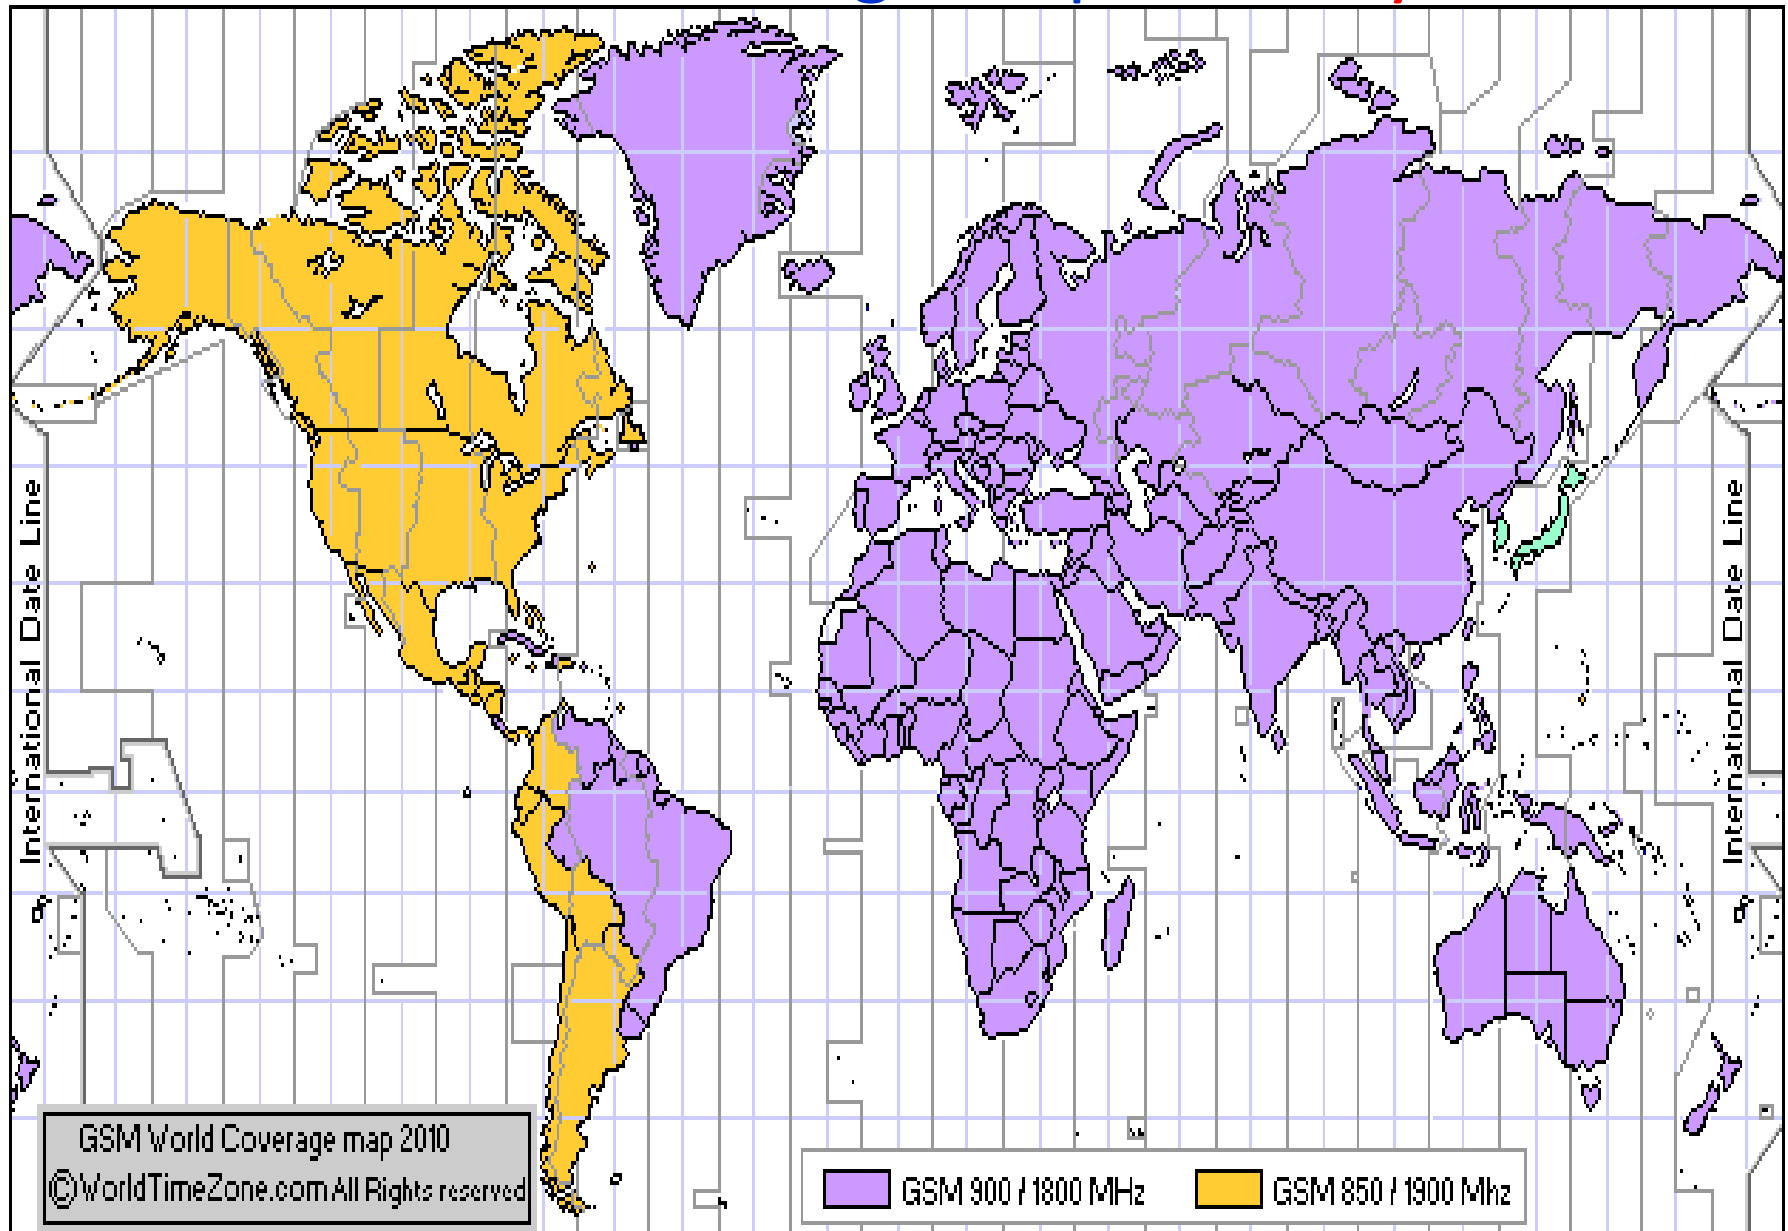 International Date Line
International Date Line
GSM World Coverage map 2010
©WorldTimeZone.com All Rights reserved
GSM 900 / 1800 MHz
GSM 850 / 1900 Mhz